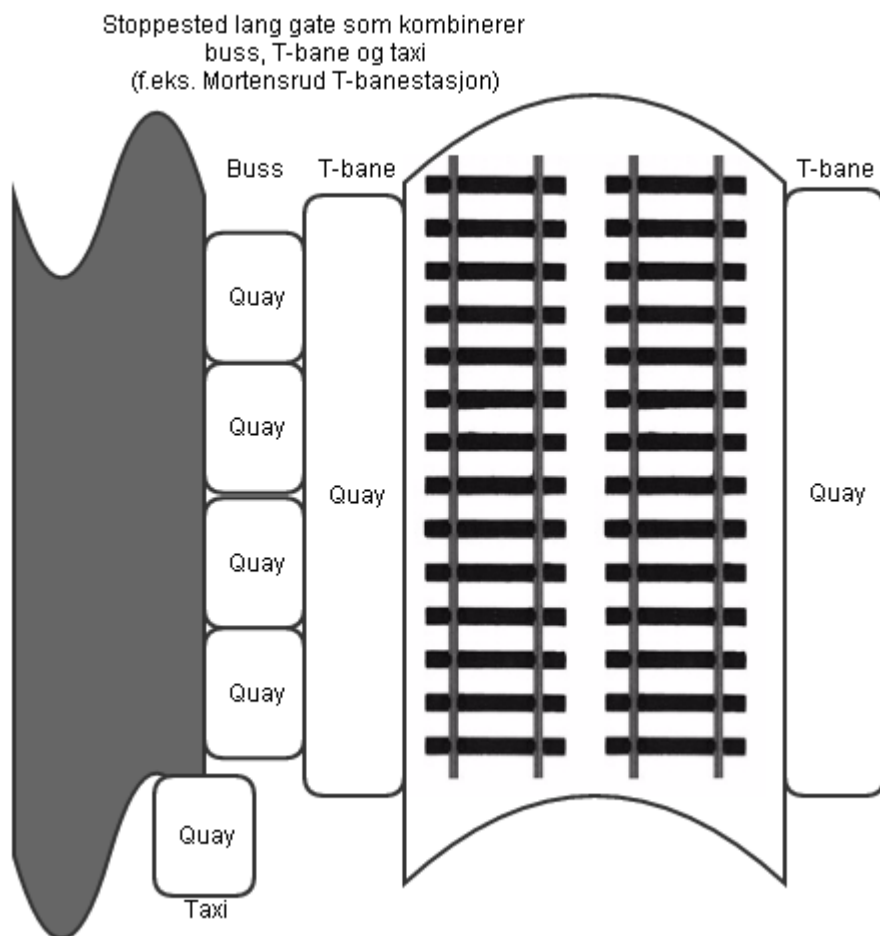 Stoppested lang gate som kombinerer
buss, T-bane og taxi
(f.eks. Mortensrud T-banestasjon)
Buss
T-bane
T-bane
Quay
Quay
Quay
Quay
Quay
Quay
Quay
Taxi